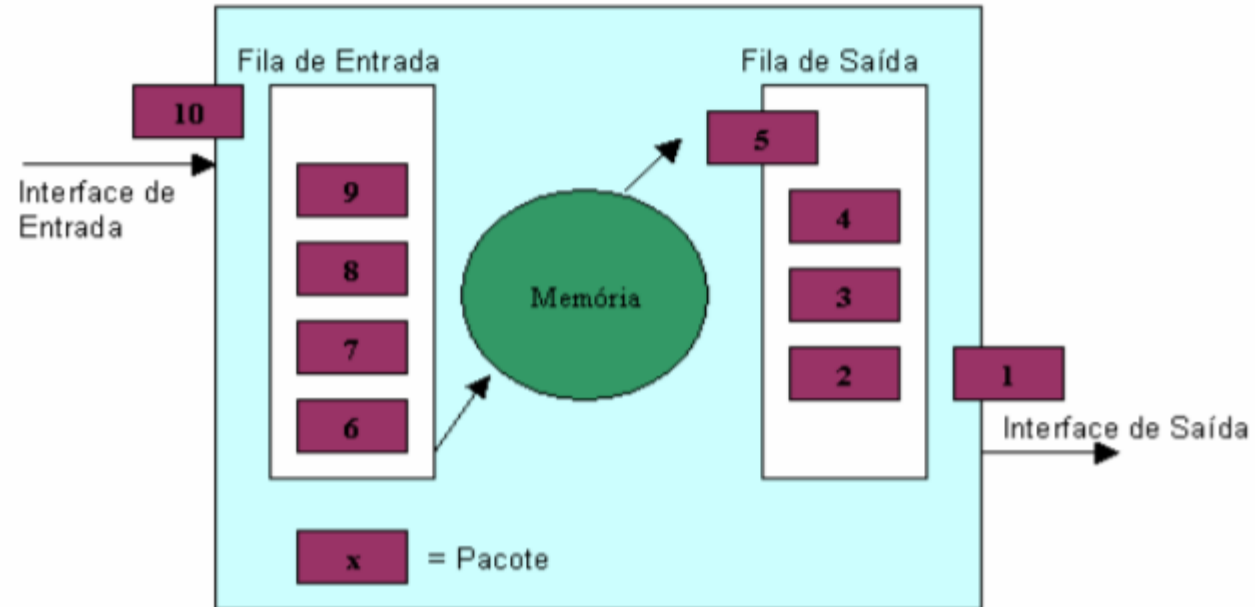 Fila de Entrada
Fila de Saída
10
5
Interface de
Entrada
9
4
8
Memória
3
7
2
1
6
Interface de Saída
x = Pacote